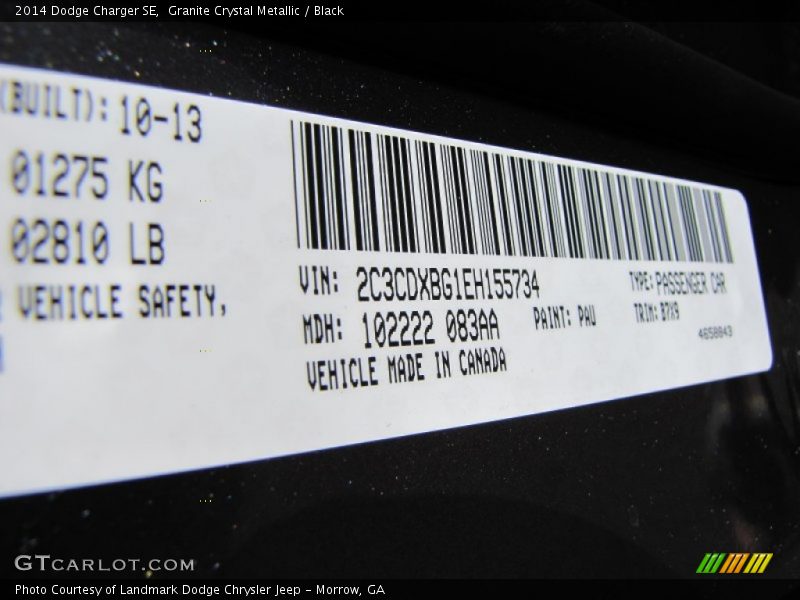 2014 Dodge Charger SE,  Granite Crystal Metallic / Black
(BUILT): 10-13
01275 KG
02810 LB
VEHICLE SAFETY,
VIN: 2C3CDXBG1EH155734
TYPE: PASSENGER CAR
MDH: 102222 083AA
PAINT: PAU
TRIM: B7X9
4658843
VEHICLE MADE IN CANADA
GTCARLOT.COM
Photo Courtesy of Landmark Dodge Chrysler Jeep - Morrow, GA